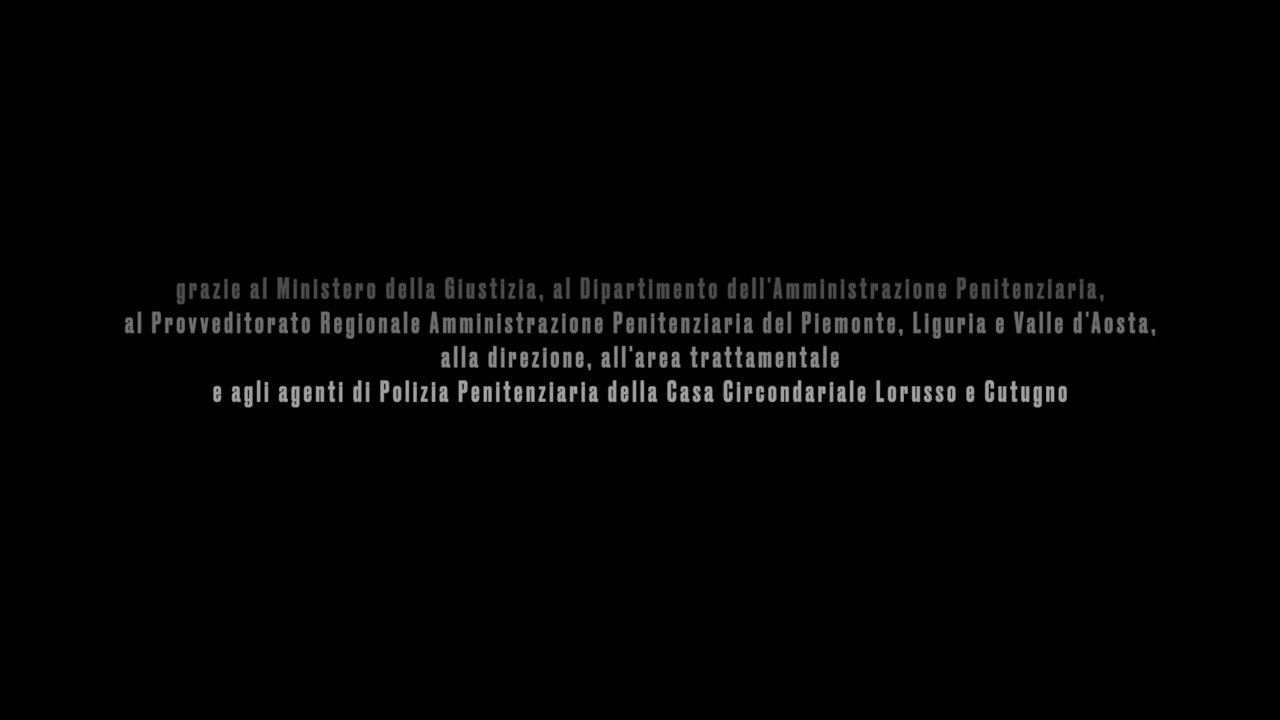 grazie al Ministero della Giustizia, al Dipartimento dell'Amministrazione Penitenziaria,
al Provveditorato Regionale Amministrazione Penitenziaria del Piemonte, Liguria e Valle d'Aosta,
alla direzione, all'area trattamentale
e agli agenti di Polizia Penitenziaria della Casa Circondariale Lorusso e Cutugno